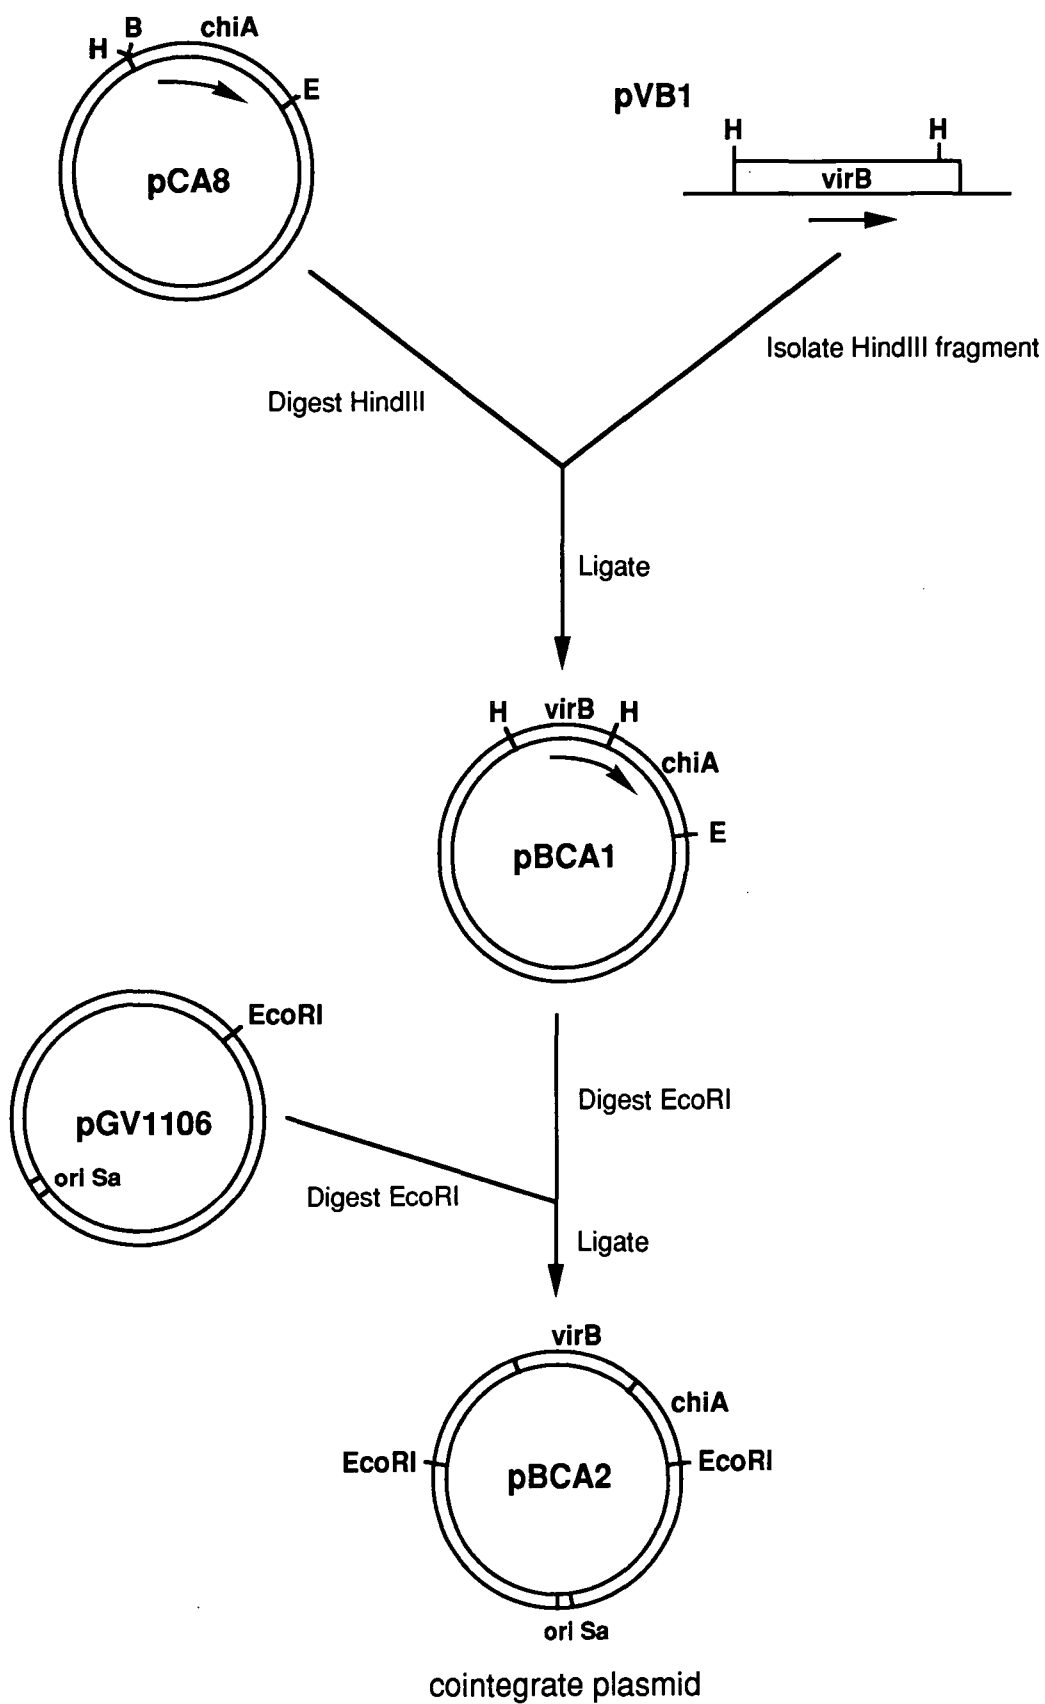 B
chiA
H
E
pCA8
pVB1
H
H
virB
Isolate HindIII fragment
Digest HindIII
Ligate
H
virB
H
chiA
E
pBCA1
EcoRI
pGV1106
ori Sa
Digest EcoRI
Digest EcoRI
Ligate
virB
chiA
EcoRI
EcoRI
pBCA2
ori Sa
cointegrate plasmid